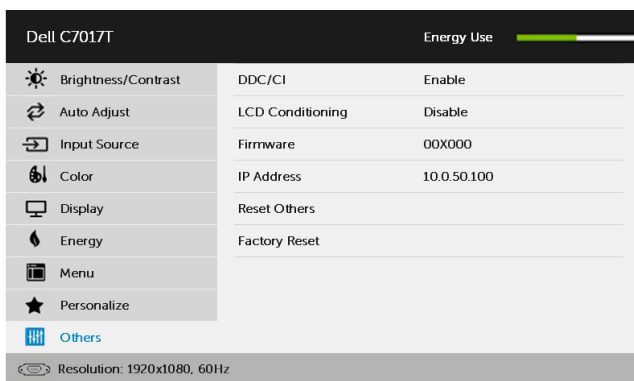 Dell C7017T Energy Use
Brightness/Contrast DDC/CI Enable
Auto Adjust LCD Conditioning Disable
Input Source Firmware 00X000
Color IP Address 10.0.50.100
Display Reset Others
Energy Factory Reset
Menu
Personalize
Others
Resolution: 1920x1080, 60Hz